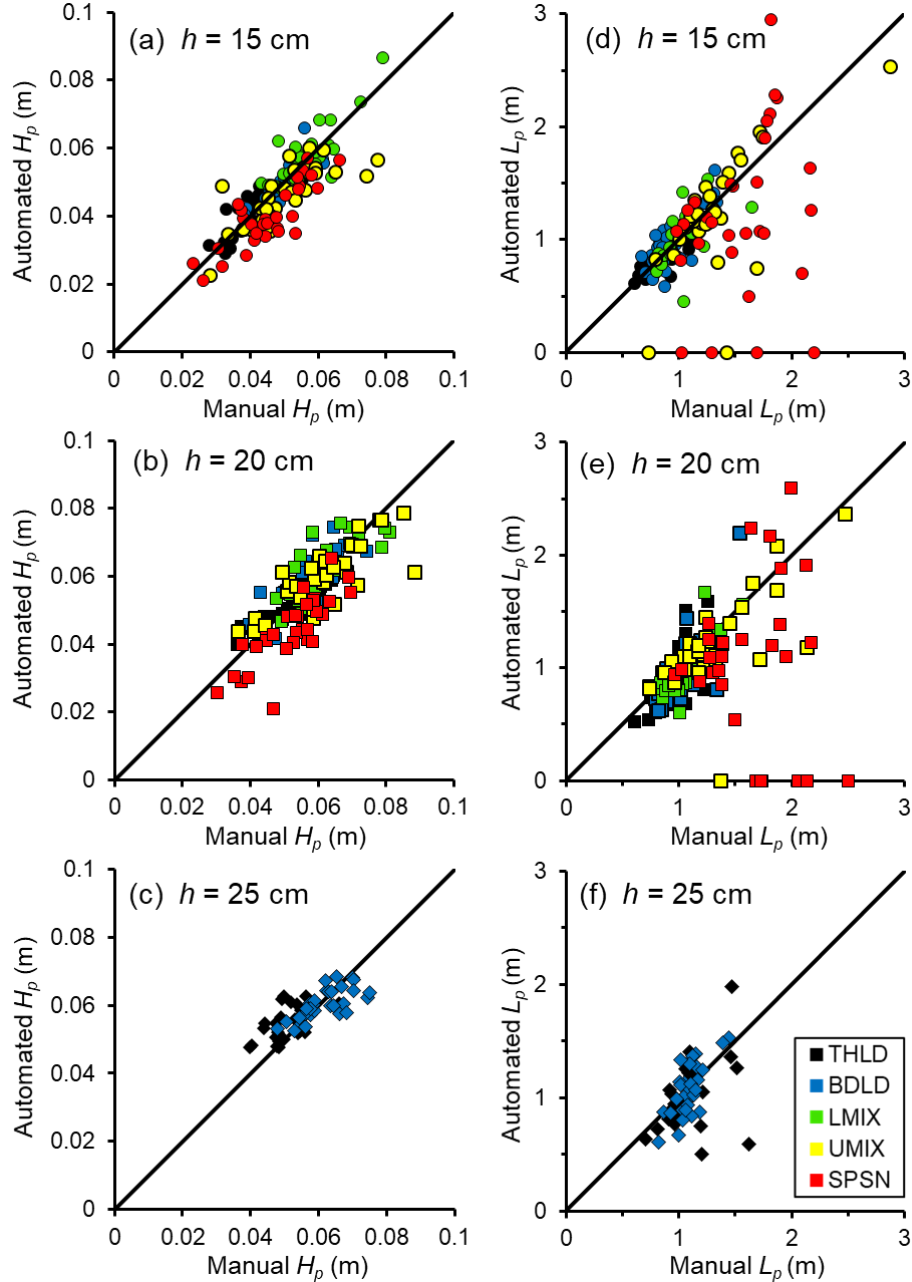 (a) h = 15 cm
Automated Hp (m)
0.1
0.08
0.06
0.04
0.02
0
0 0.02 0.04 0.06 0.08 0.1
Manual Hp (m)
(d) h = 15 cm
Automated Lp (m)
3
2
1
0
0 1 2 3
Manual Lp (m)
(b) h = 20 cm
Automated Hp (m)
0.1
0.08
0.06
0.04
0.02
0
0 0.02 0.04 0.06 0.08 0.1
Manual Hp (m)
(e) h = 20 cm
Automated Lp (m)
3
2
1
0
0 1 2 3
Manual Lp (m)
(c) h = 25 cm
Automated Hp (m)
0.1
0.08
0.06
0.04
0.02
0
0 0.02 0.04 0.06 0.08 0.1
Manual Hp (m)
(f) h = 25 cm
Automated Lp (m)
3
2
1
0
0 1 2 3
Manual Lp (m)
THLD
BDLD
LMIX
UMIX
SPSN